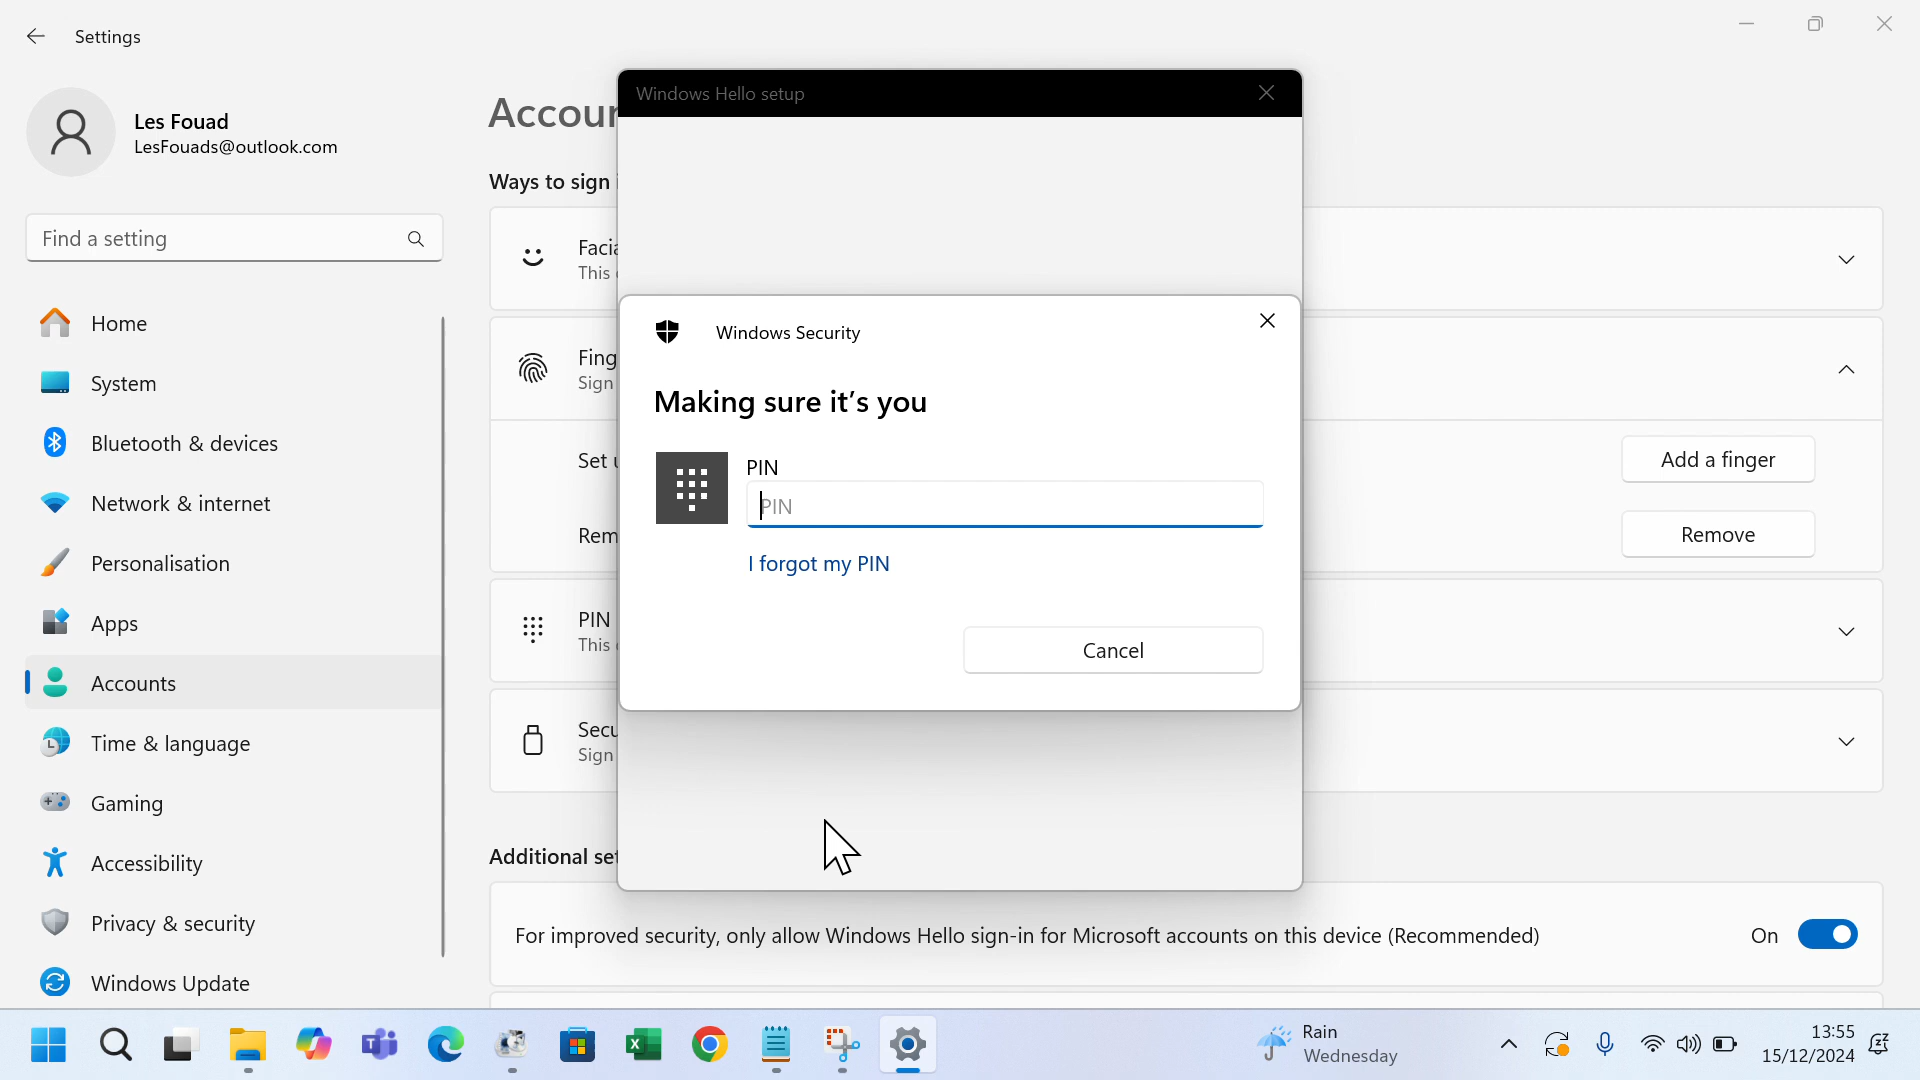 Settings
Les Fouad
LesFouads@outlook.com
Find a setting
Home
System
Bluetooth & devices
Network & internet
Personalisation
Apps
Accounts
Time & language
Gaming
Accessibility
Privacy & security
Windows Update
Accour
Ways to sign i
Facia
This
Fing
Sign
Set u
Add a finger
Rem
Remove
PIN
This
Secu
Sign
Additional set
For improved security, only allow Windows Hello sign-in for Microsoft accounts on this device (Recommended)
On
Windows Hello setup
Windows Security
Making sure it's you
PIN
PIN
I forgot my PIN
Cancel
Rain
Wednesday
13:55
15/12/2024